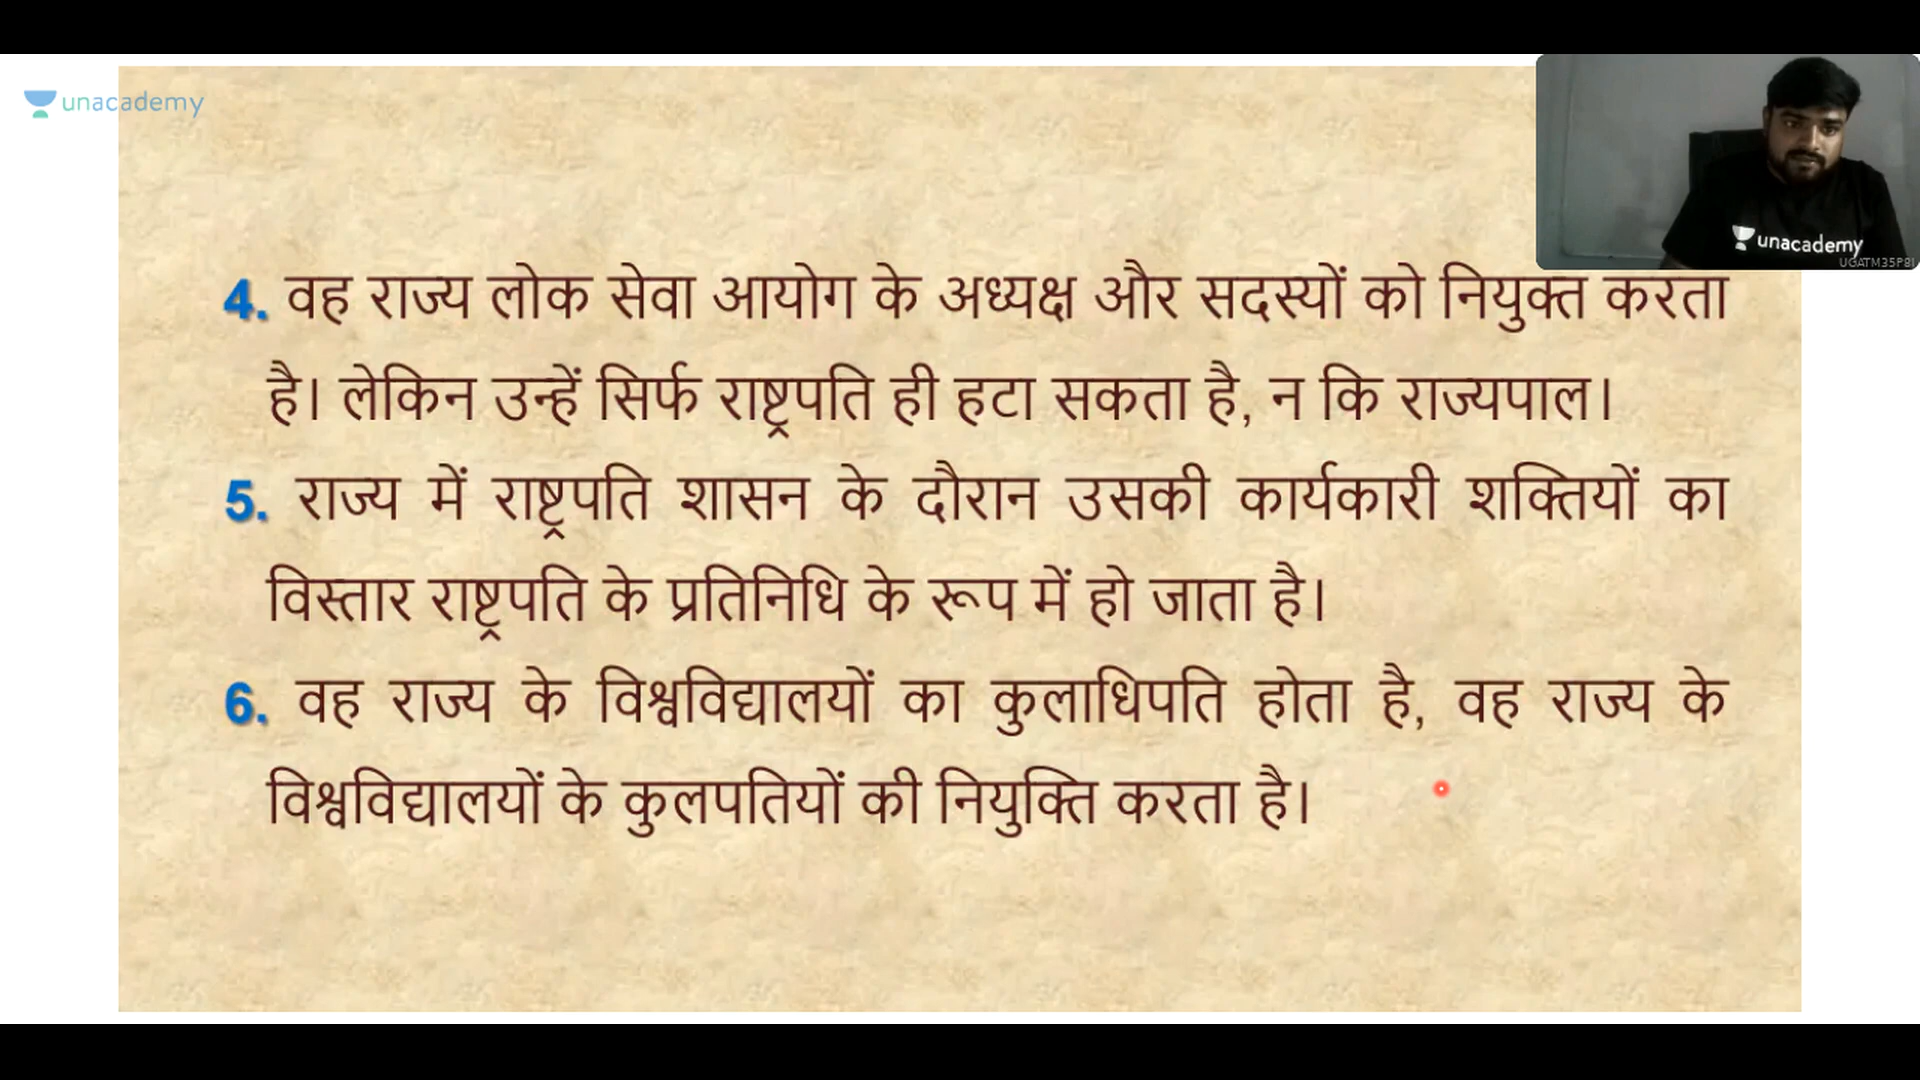 unacademy
unacademy
UGATM35P8I
4. वह राज्य लोक सेवा आयोग के अध्यक्ष और सदस्यों को नियुक्त करता
है। लेकिन उन्हें सिर्फ राष्ट्रपति ही हटा सकता है, न कि राज्यपाल।
5. राज्य में राष्ट्रपति शासन के दौरान उसकी कार्यकारी शक्तियों का
विस्तार राष्ट्रपति के प्रतिनिधि के रूप में हो जाता है।
6. वह राज्य के विश्वविद्यालयों का कुलाधिपति होता है, वह राज्य के
विश्वविद्यालयों के कुलपतियों की नियुक्ति करता है।